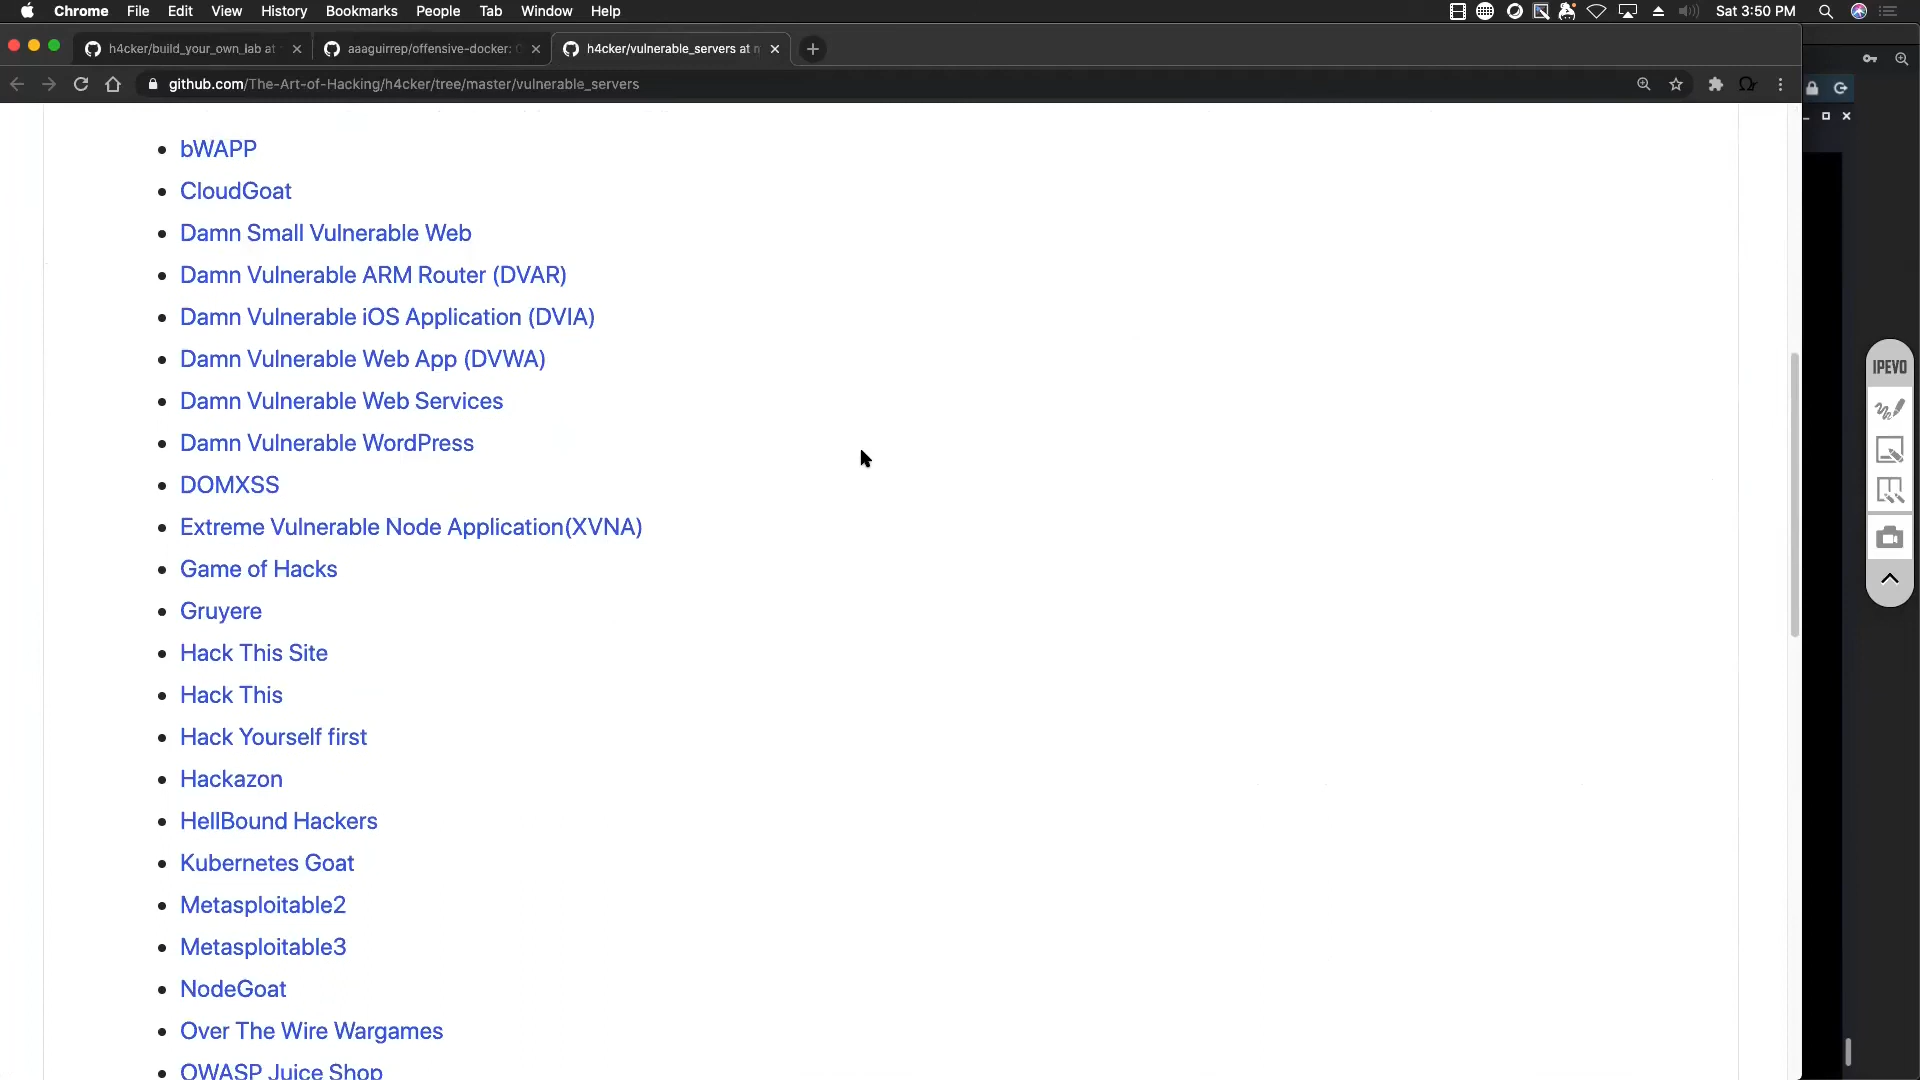 Chrome File Edit View History Bookmarks People Tab Window Help Sat 3:50 PM
h4cker/build_your_own_lab at aaaguirrep/offensive-docker: h4cker/vulnerable_servers at
github.com/The-Art-of-Hacking/h4cker/tree/master/vulnerable_servers
bWAPP
CloudGoat
Damn Small Vulnerable Web
Damn Vulnerable ARM Router (DVAR)
Damn Vulnerable iOS Application (DVIA)
Damn Vulnerable Web App (DVWA)
Damn Vulnerable Web Services
Damn Vulnerable WordPress
DOMXSS
Extreme Vulnerable Node Application(XVNA)
Game of Hacks
Gruyere
Hack This Site
Hack This
Hack Yourself first
Hackazon
HellBound Hackers
Kubernetes Goat
Metasploitable2
Metasploitable3
NodeGoat
Over The Wire Wargames
OWASP Juice Shop
IPEVO